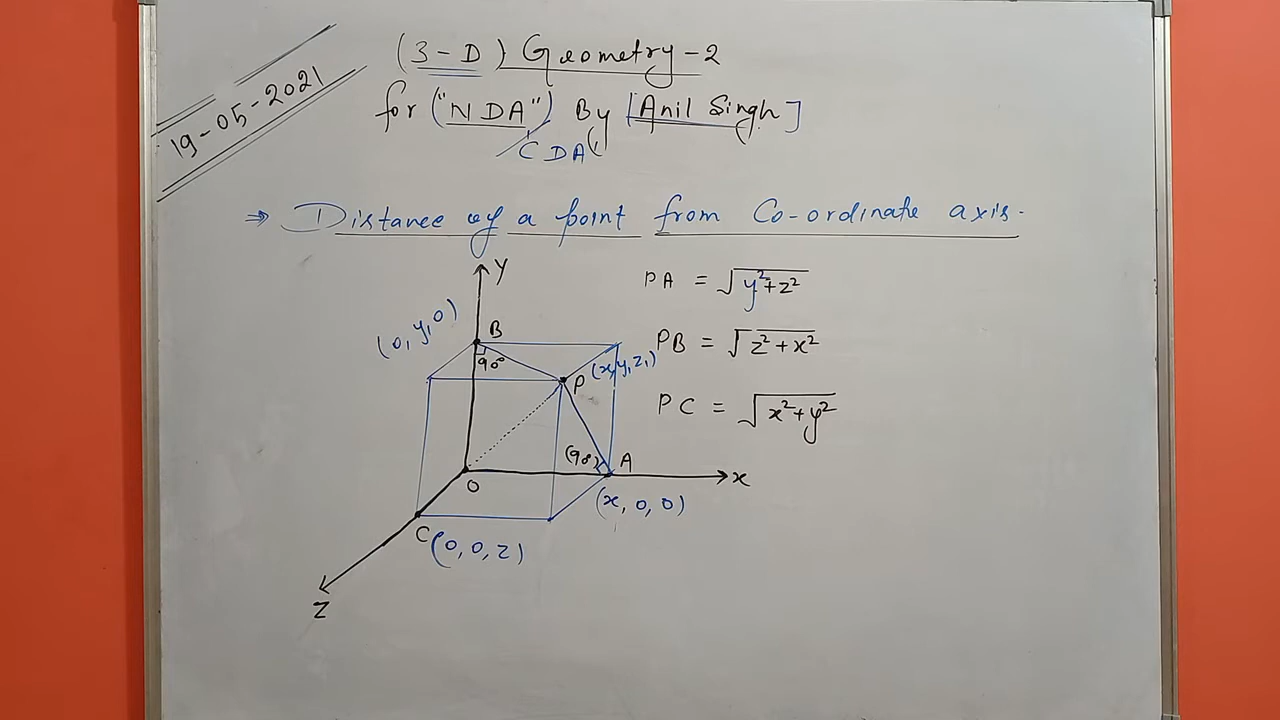 19-05-2021
(3-D) Geometry-2
for ("NDA") By [Anil Singh]
CDA
⇒ Distance of a point from Co-ordinate axis.
Y
PA = √y²+z²
(0, y, 0)
B
90°
PB = √z²+x²
P
(x, y, z)
PC = √x²+y²
(90)
A
x
O
(x, 0, 0)
C(0, 0, z)
Z